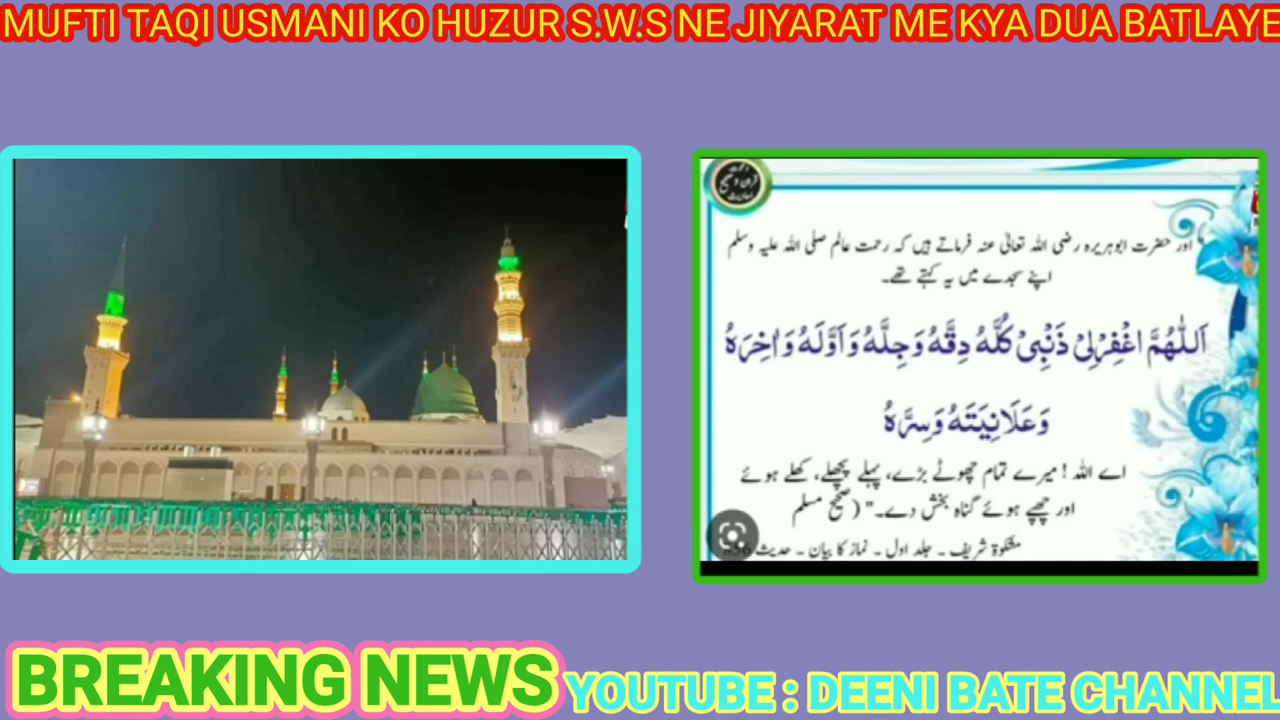 MUFTI TAQI USMANI KO HUZUR S.W.S NE JIYARAT ME KYA DUA BATLAYE
اور حضرت ابوہریرہ رضی اللہ تعالیٰ عنہ فرماتے ہیں کہ رحمت عالم صلی اللہ علیہ وسلم
اپنے سجدے میں یہ کہتے تھے۔
اَللّٰهُمَّ اغْفِرْلِیْ ذَنْبِیْ كُلَّهٗ دِقَّهٗ وَجِلَّهٗ وَاَوَّلَهٗ وَاٰخِرَهٗ
وَعَلَانِیَتَهٗ وَسِرَّهٗ
اے اللہ ! میرے تمام چھوٹے بڑے، پہلے پچھلے، کھلے ہوئے
اور چھپے ہوئے گناہ بخش دے۔" (صحیح مسلم
مشکوۃ شریف ۔ جلد اول ۔ نماز کا بیان ۔ حدیث
BREAKING NEWS
YOUTUBE : DEENI BATE CHANNEL